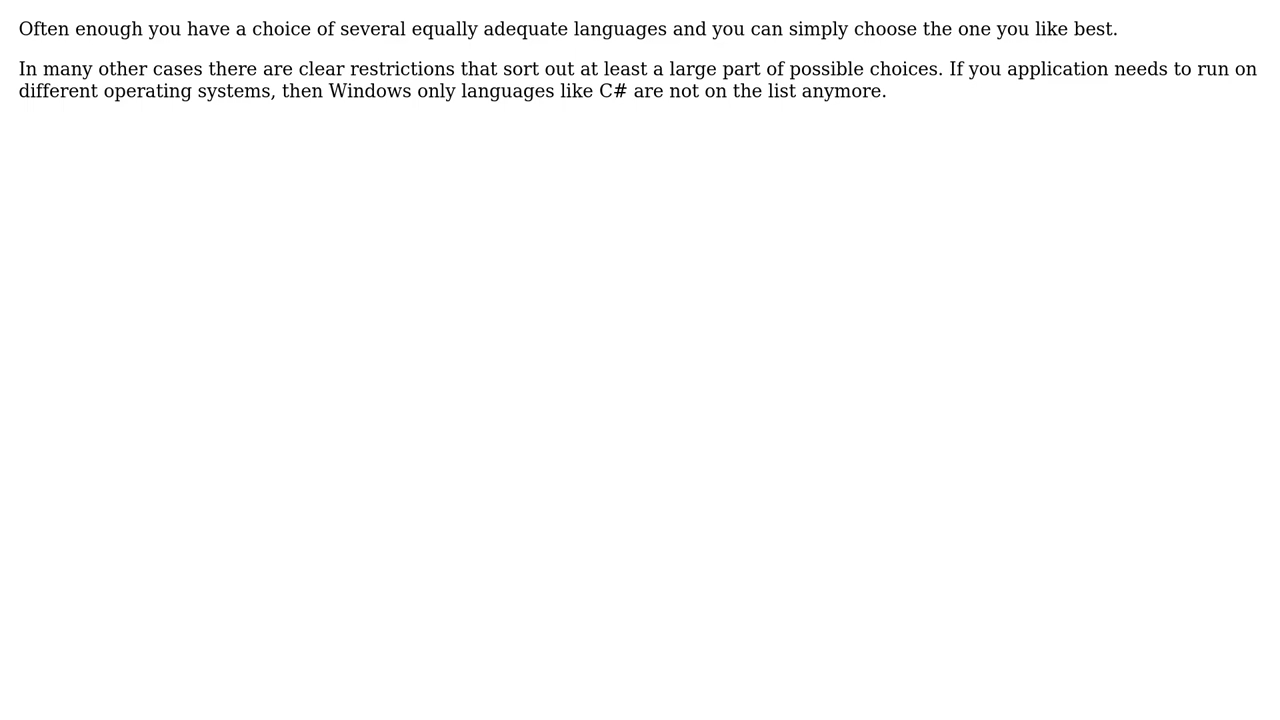 Often enough you have a choice of several equally adequate languages and you can simply choose the one you like best.
In many other cases there are clear restrictions that sort out at least a large part of possible choices. If you application needs to run on
different operating systems, then Windows only languages like C# are not on the list anymore.